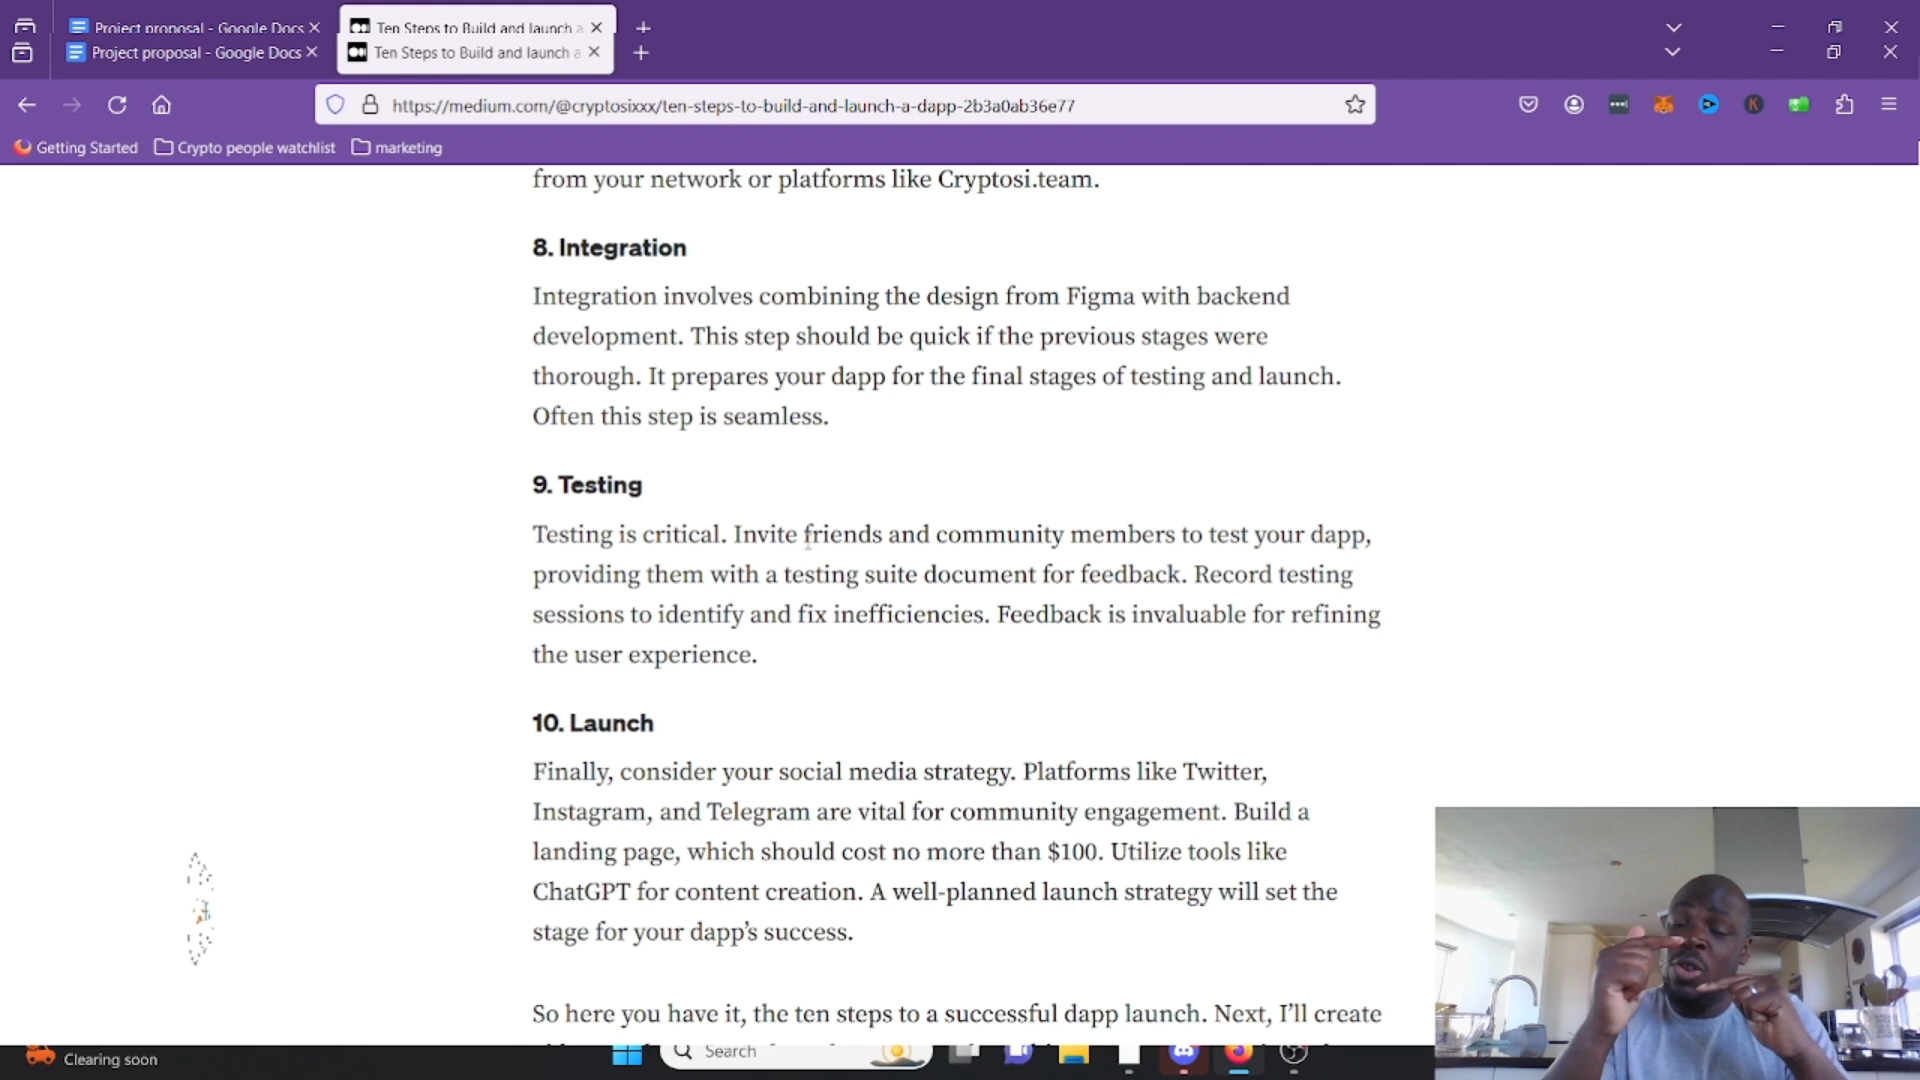 Project proposal - Google Docs
Ten Steps to Build and launch a
Project proposal - Google Docs
Ten Steps to Build and launch a
https://medium.com/@cryptosixxx/ten-steps-to-build-and-launch-a-dapp-2b3a0ab36e77
Getting Started
Crypto people watchlist
marketing
from your network or platforms like Cryptosi.team.
8. Integration
Integration involves combining the design from Figma with backend
development. This step should be quick if the previous stages were
thorough. It prepares your dapp for the final stages of testing and launch.
Often this step is seamless.
9. Testing
Testing is critical. Invite friends and community members to test your dapp,
providing them with a testing suite document for feedback. Record testing
sessions to identify and fix inefficiencies. Feedback is invaluable for refining
the user experience.
10. Launch
Finally, consider your social media strategy. Platforms like Twitter,
Instagram, and Telegram are vital for community engagement. Build a
landing page, which should cost no more than $100. Utilize tools like
ChatGPT for content creation. A well-planned launch strategy will set the
stage for your dapp’s success.
So here you have it, the ten steps to a successful dapp launch. Next, I’ll create
Clearing soon
Search